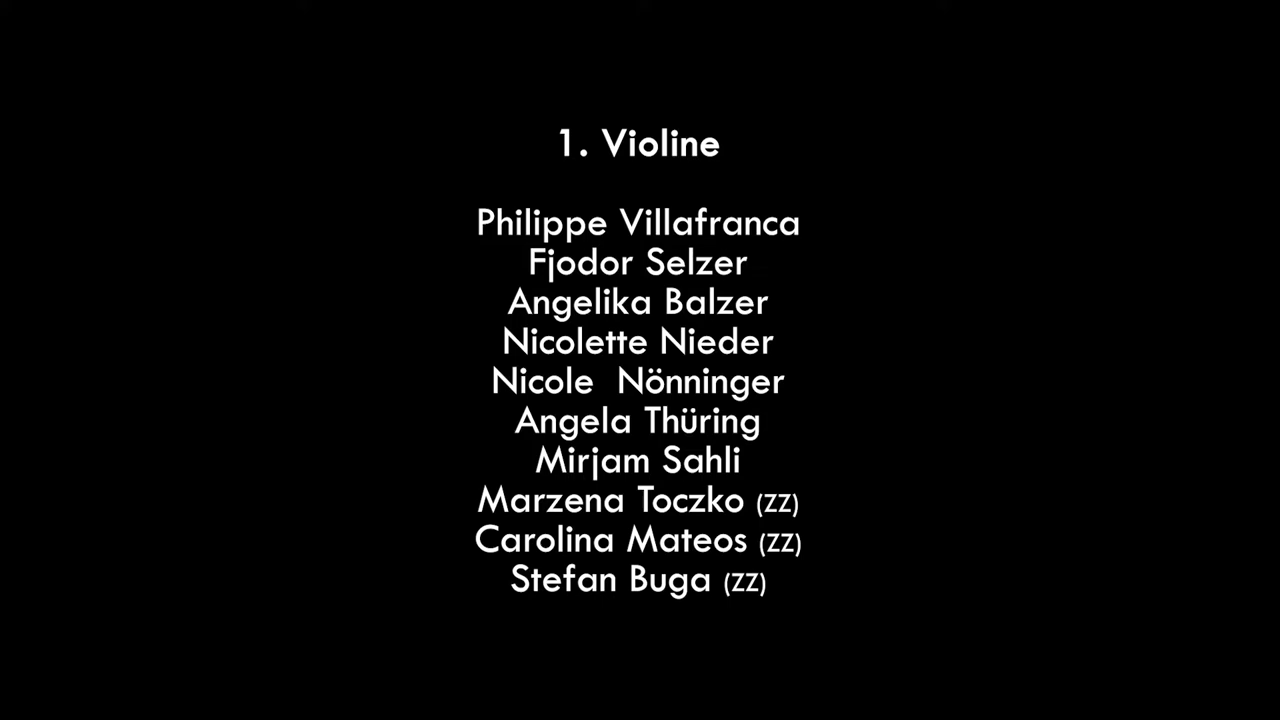 1. Violine
Philippe Villafranca
Fjodor Selzer
Angelika Balzer
Nicolette Nieder
Nicole  Nönninger
Angela Thüring
Mirjam Sahli
Marzena Toczko (ZZ)
Carolina Mateos (ZZ)
Stefan Buga (ZZ)